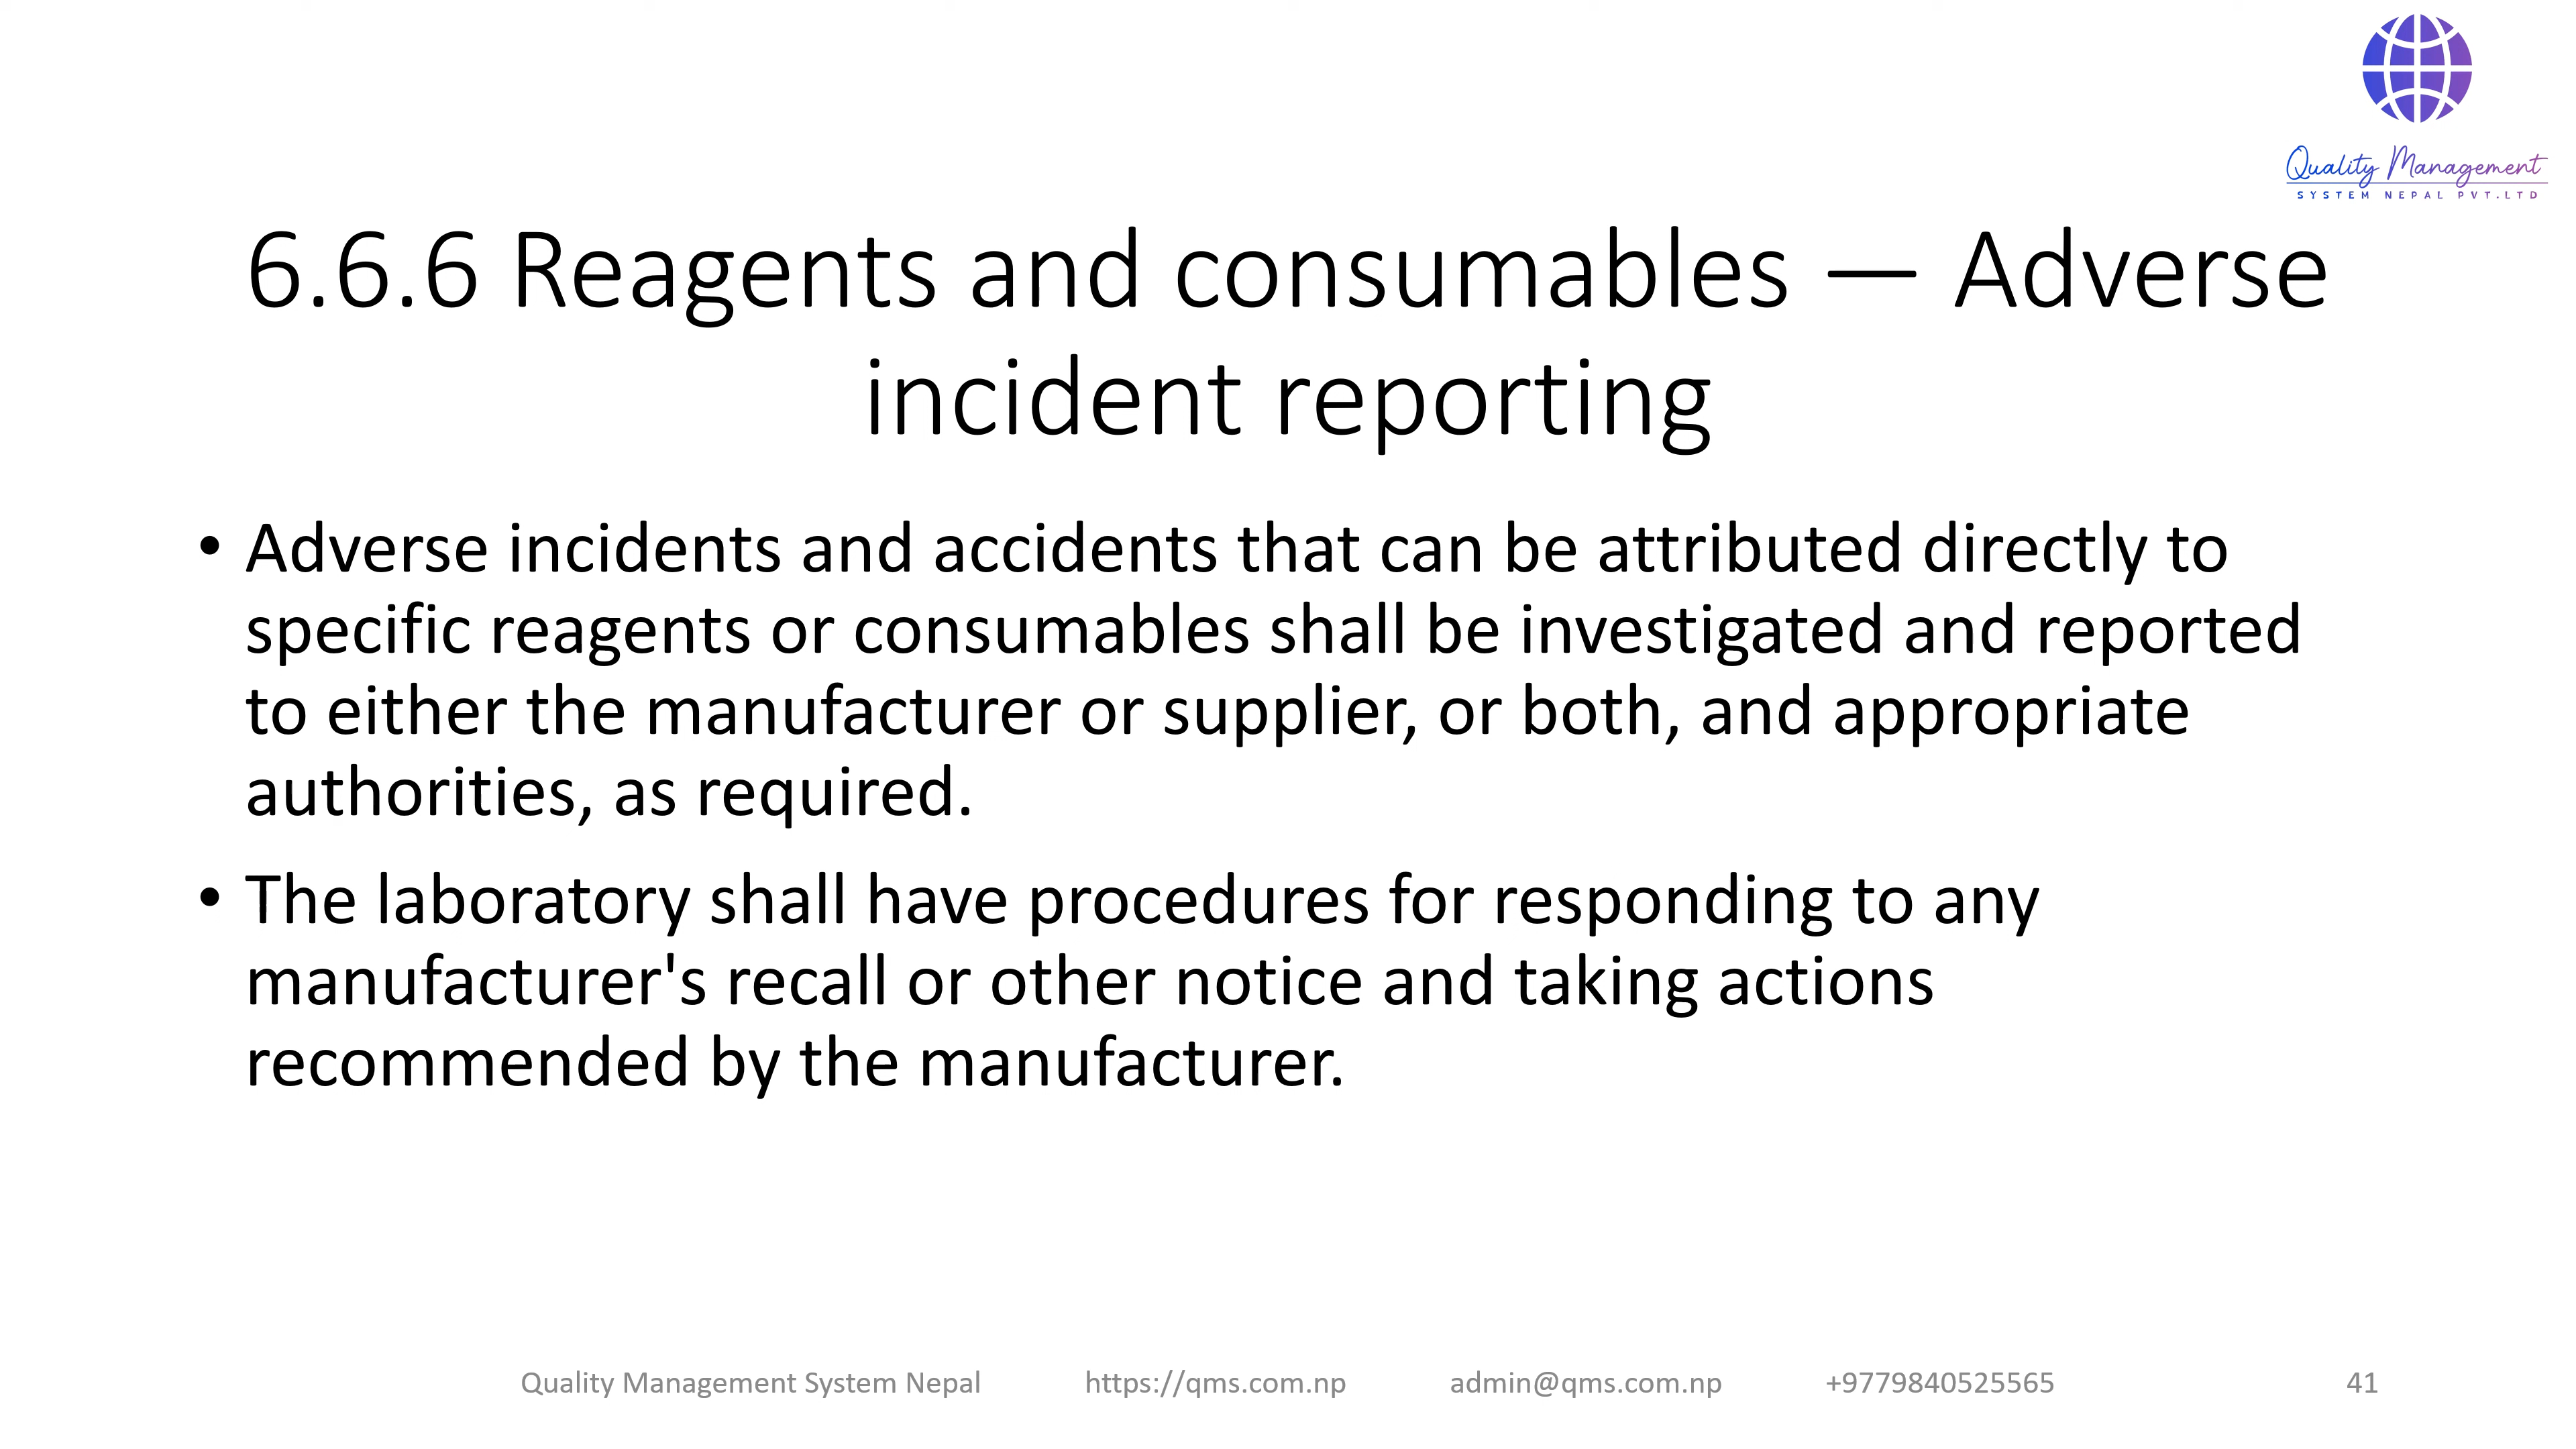 Quality Management
SYSTEM NEPAL PVT.LTD
6.6.6 Reagents and consumables — Adverse
incident reporting
• Adverse incidents and accidents that can be attributed directly to
specific reagents or consumables shall be investigated and reported
to either the manufacturer or supplier, or both, and appropriate
authorities, as required.
• The laboratory shall have procedures for responding to any
manufacturer's recall or other notice and taking actions
recommended by the manufacturer.
Quality Management System Nepal https://qms.com.np admin@qms.com.np +9779840525565 41